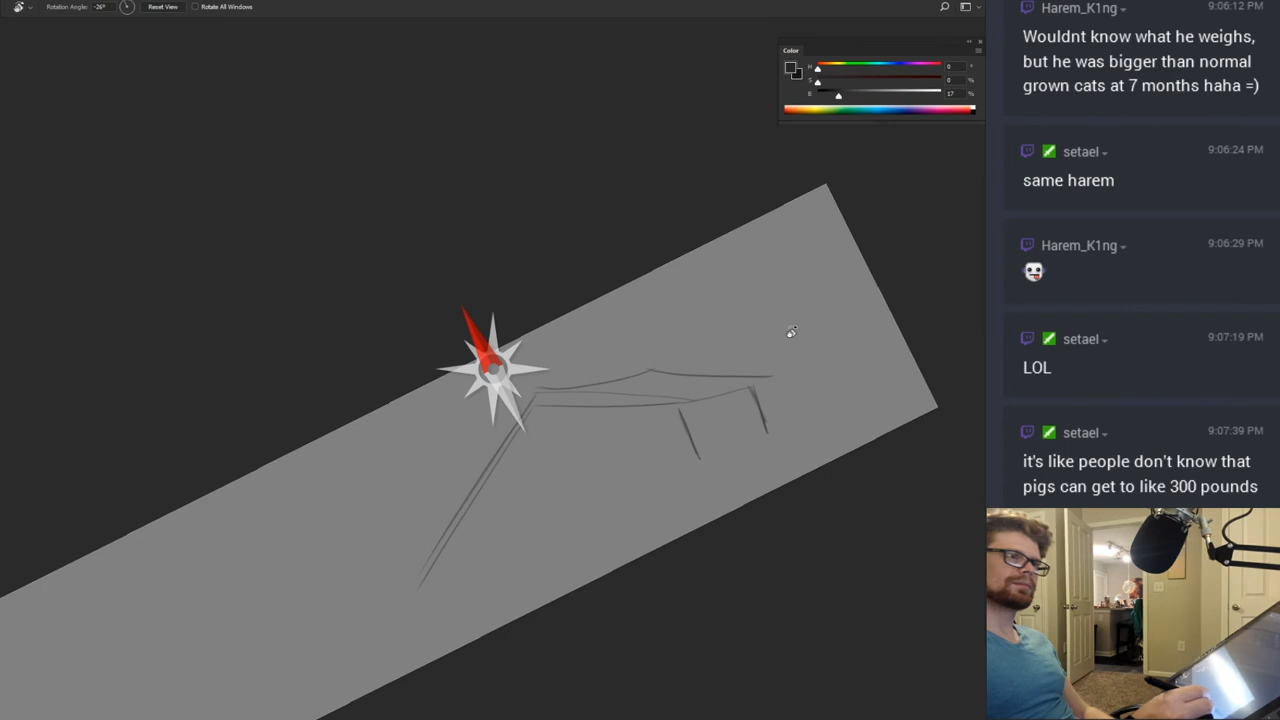 Rotation Angle: -26° Reset View Rotate All Windows
Color
H 0 °
S 0 %
B 17 %
Harem_K1ng 9:06:12 PM
Wouldnt know what he weighs,
but he was bigger than normal
grown cats at 7 months haha =)
setael 9:06:24 PM
same harem
Harem_K1ng 9:06:29 PM
setael 9:07:19 PM
LOL
setael 9:07:39 PM
it's like people don't know that
pigs can get to like 300 pounds